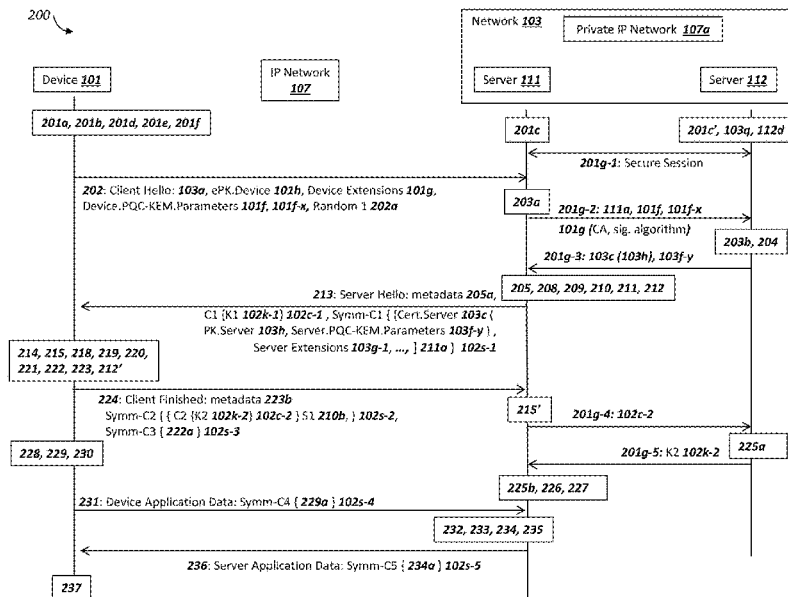 200
Network 103
Private IP Network 107a
Device 101
IP Network
107
Server 111
Server 112
201a, 201b, 201d, 201e, 201f
201c
201c', 103q, 112d
201g-1: Secure Session
202: Client Hello: 103a, ePK.Device 101h, Device Extensions 101g,
Device.PQC-KEM.Parameters 101f, 101f-x, Random 1 202a
203a
201g-2: 111a, 101f, 101f-x
101g (CA, sig. algorithm)
203b, 204
201g-3: 103c (103h), 103f-y
205, 208, 209, 210, 211, 212
213: Server Hello: metadata 205a,
C1 {K1 102k-1} 102c-1 , Symm-C1 { {Cert.Server 103c (
PK.Server 103h, Server.PQC-KEM.Parameters 103f-y ) ,
Server Extensions 103g-1, ..., } 211a } 102s-1
214, 215, 218, 219, 220,
221, 222, 223, 212'
224: Client Finished: metadata 223b
Symm-C2 { { C2 {K2 102k-2} 102c-2 } S1 210b, } 102s-2,
Symm-C3 { 222a } 102s-3
215'
201g-4: 102c-2
225a
201g-5: K2 102k-2
228, 229, 230
225b, 226, 227
231: Device Application Data: Symm-C4 { 229a } 102s-4
232, 233, 234, 235
236: Server Application Data: Symm-C5 { 234a } 102s-5
237